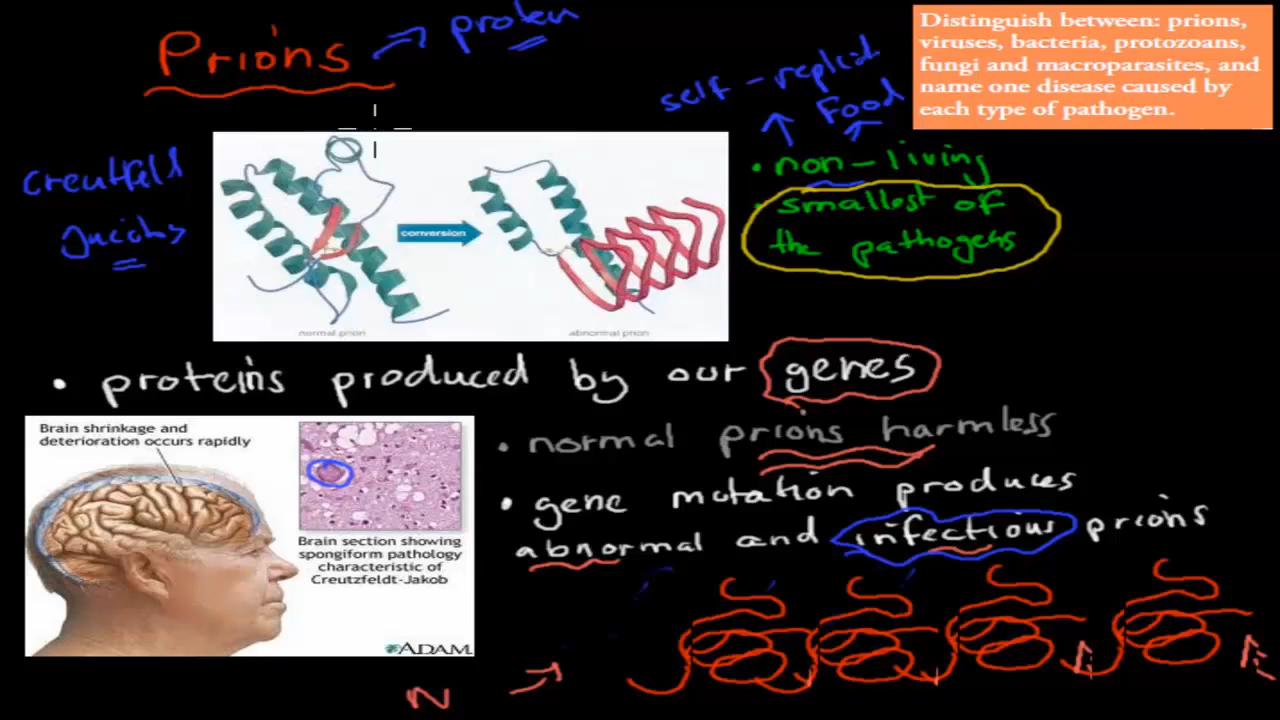 Prions
proten
self-replict
Food
Distinguish between: prions,
viruses, bacteria, protozoans,
fungi and macroparasites, and
name one disease caused by
each type of pathogen.
• non-living
• smallest of
the pathogens
Creutfelt
Jacobs
conversion
normal prion
abnormal prion
• proteins produced by our genes
Brain shrinkage and
deterioration occurs rapidly
Brain section showing
spongiform pathology
characteristic of
Creutzfeldt-Jakob
ADAM
• normal prions harmless
• gene mutation produces
abnormal and infectious prions
N